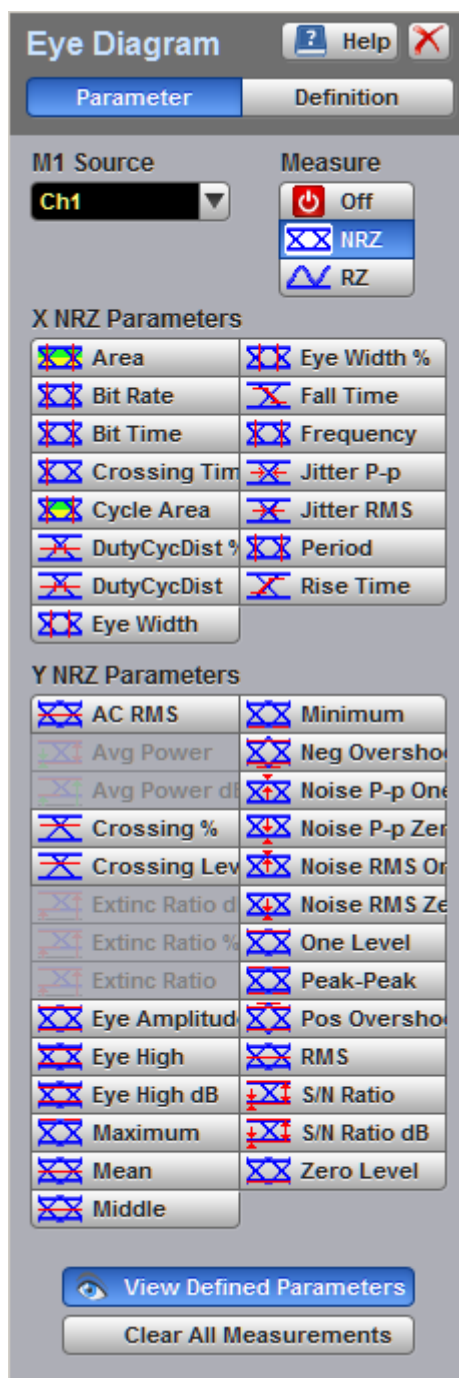 Eye Diagram
Help
Parameter Definition
M1 Source Measure
Ch1 Off
NRZ
RZ
X NRZ Parameters
Area Eye Width %
Bit Rate Fall Time
Bit Time Frequency
Crossing Tim Jitter P-p
Cycle Area Jitter RMS
DutyCycDist % Period
DutyCycDist Rise Time
Eye Width
Y NRZ Parameters
AC RMS Minimum
Avg Power Neg Oversho
Avg Power dB Noise P-p One
Crossing % Noise P-p Zer
Crossing Lev Noise RMS On
Extinc Ratio d Noise RMS Ze
Extinc Ratio % One Level
Extinc Ratio Peak-Peak
Eye Amplitud Pos Oversho
Eye High RMS
Eye High dB S/N Ratio
Maximum S/N Ratio dB
Mean Zero Level
Middle
View Defined Parameters
Clear All Measurements